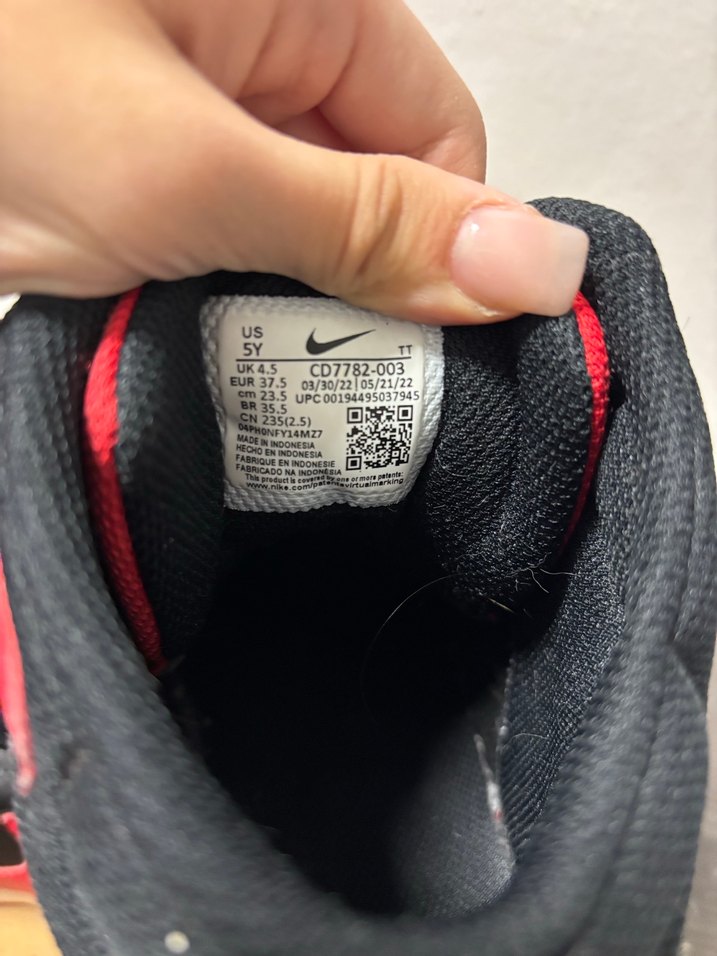 US
5Y
TT
UK 4.5
CD7782-003
EUR 37.5
03/30/22 | 05/21/22
cm 23.5
UPC 00194495037945
BR 35.5
CN 235(2.5)
04PH0NFY14MZ7
MADE IN INDONESIA
HECHO EN INDONESIA
FABRIQUE EN INDONESIE
FABRICADO NA INDONÉSIA
This product is covered by one or more patents:
www.nike.com/patentsvirtualmarking